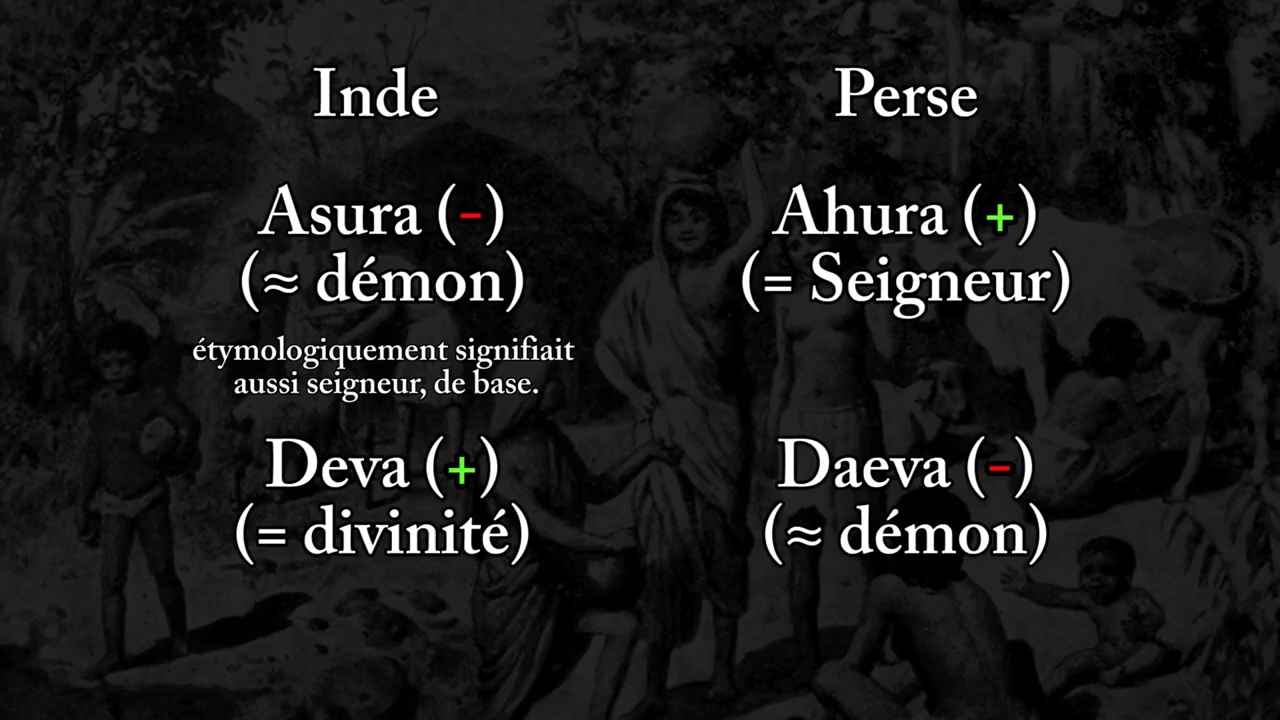 Inde
Asura (-)
(≈ démon)
étymologiquement signifiait
aussi seigneur, de base.
Deva (+)
(= divinité)
Perse
Ahura (+)
(= Seigneur)
Daeva (-)
(≈ démon)